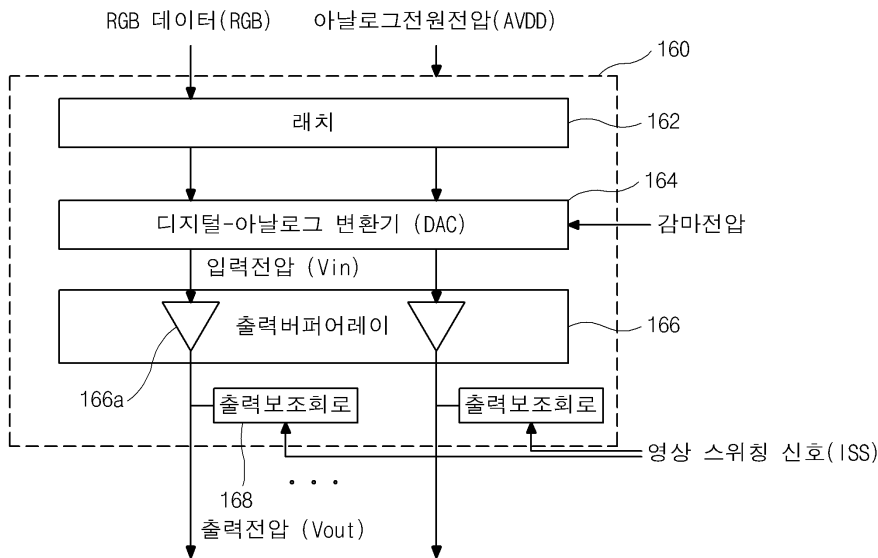 RGB 데이터(RGB)
아날로그전원전압(AVDD)
160
래치
162
164
디지털-아날로그 변환기 (DAC)
감마전압
입력전압 (Vin)
출력버퍼어레이
166
166a
출력보조회로
출력보조회로
영상 스위칭 신호(ISS)
168
· · ·
출력전압 (Vout)